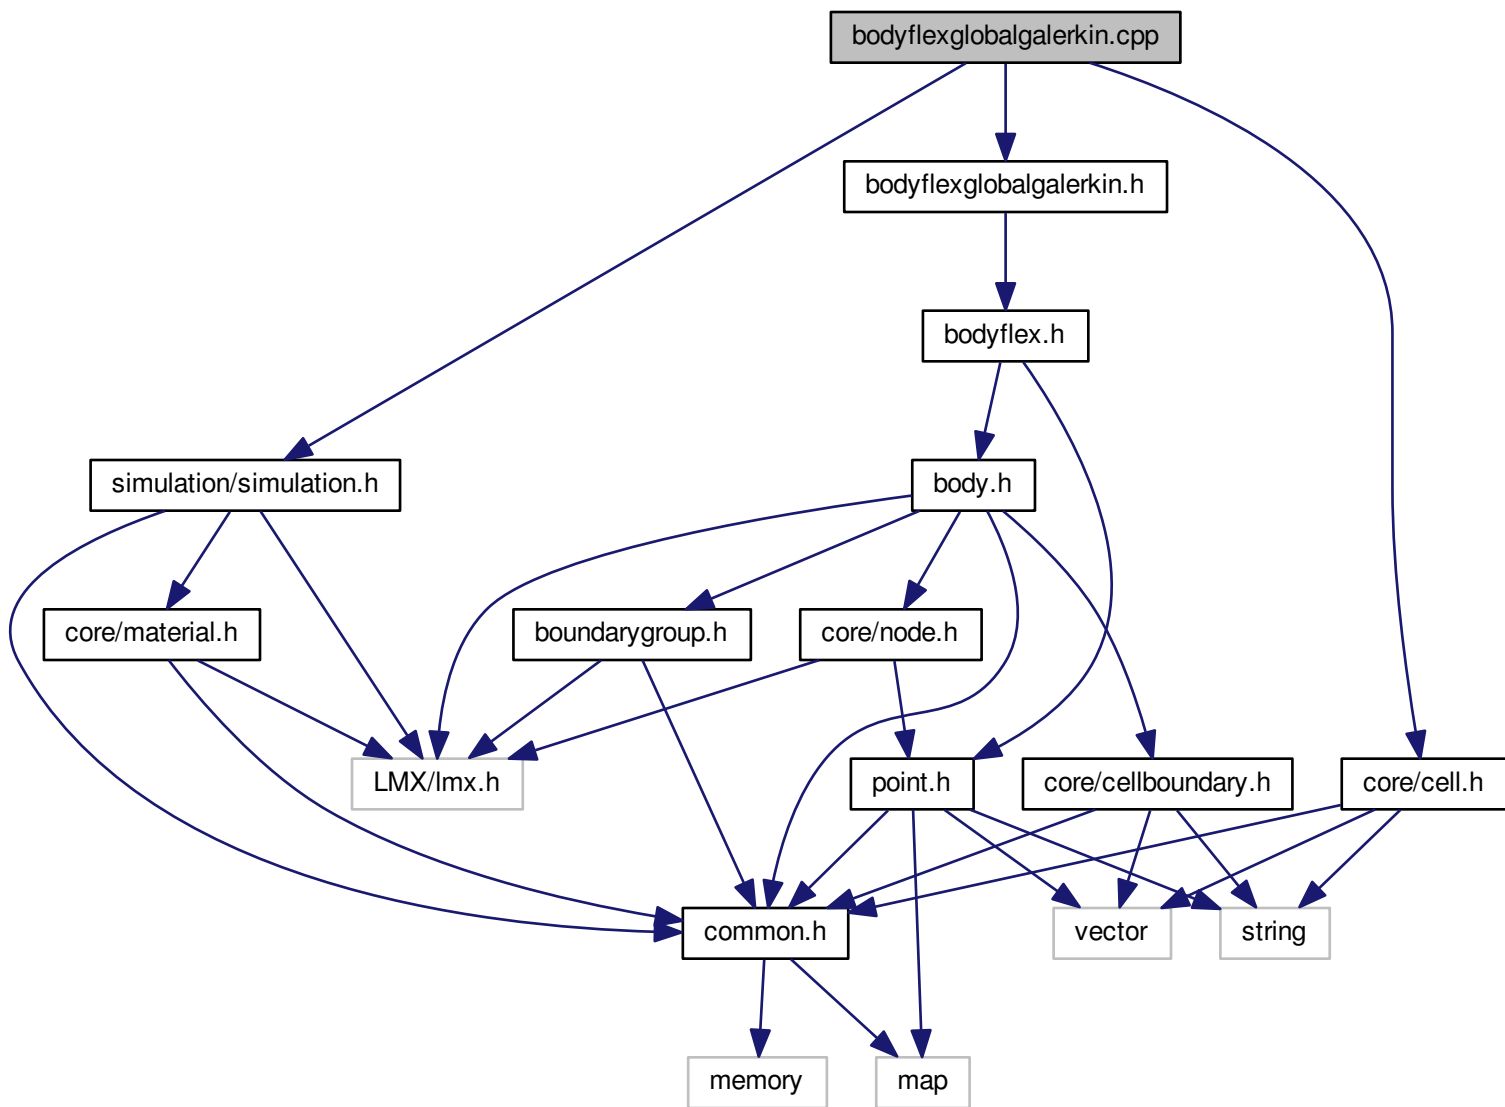 bodyflexglobalgalerkin.cpp
bodyflexglobalgalerkin.h
bodyflex.h
simulation/simulation.h
body.h
core/material.h
boundarygroup.h
core/node.h
LMX/lmx.h
point.h
core/cellboundary.h
core/cell.h
common.h
vector
string
memory
map